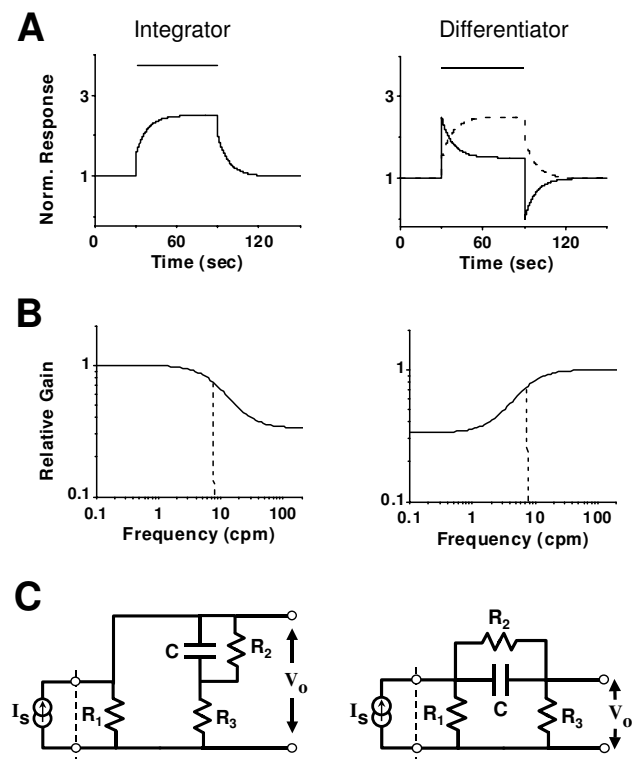 A
Integrator
Differentiator
Norm. Response
3
1
0 60 120
Time (sec)
3
1
0 60 120
Time (sec)
B
Relative Gain
1
0.1
0.1 1 10 100
Frequency (cpm)
1
0.1
0.1 1 10 100
Frequency (cpm)
C
Is
R1
C
R2
R3
Vo
Is
R1
R2
C
R3
Vo